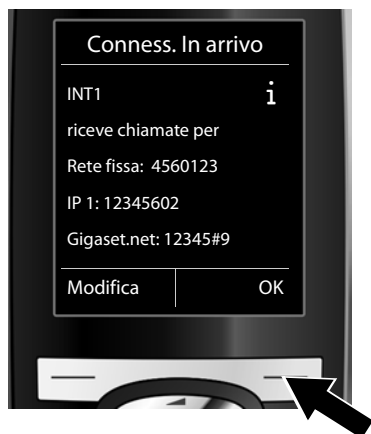 Conness. In arrivo
INT1 i
riceve chiamate per
Rete fissa: 4560123
IP 1: 12345602
Gigaset.net: 12345#9
Modifica OK